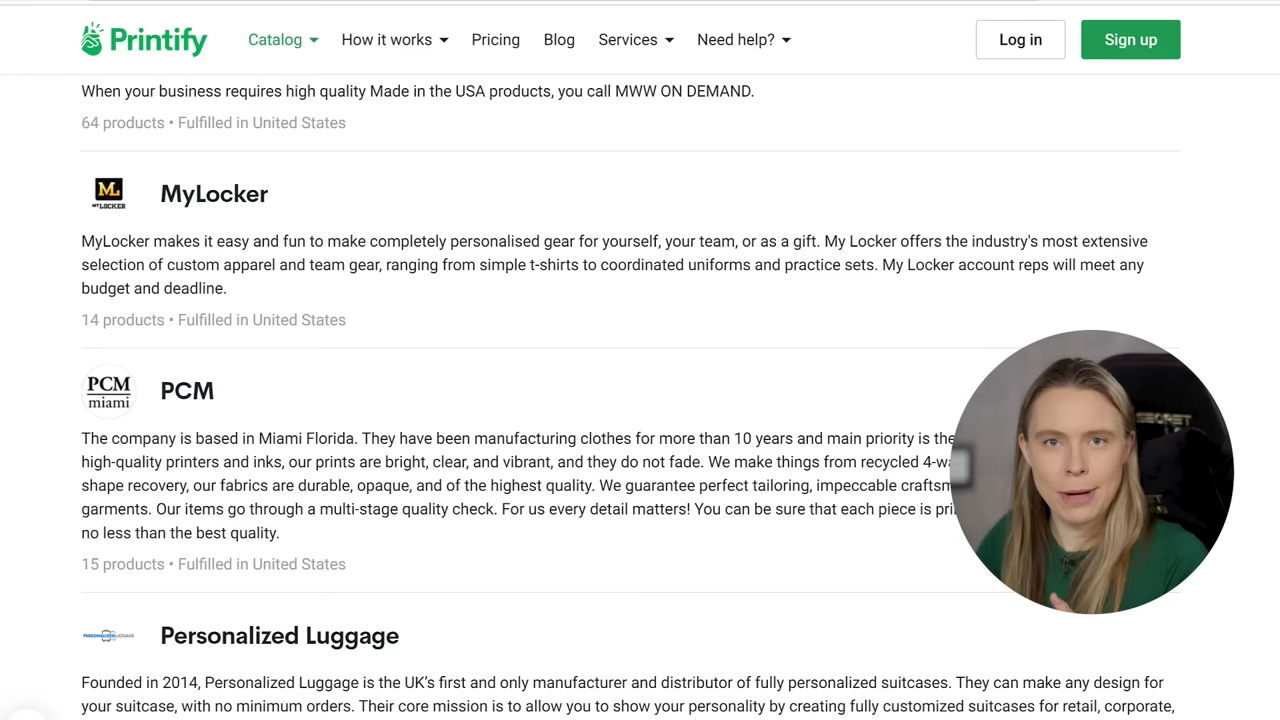 Printify
Catalog How it works Pricing Blog Services Need help? Log in Sign up
When your business requires high quality Made in the USA products, you call MWW ON DEMAND.
64 products • Fulfilled in United States
ML
MY LOCKER
MyLocker
MyLocker makes it easy and fun to make completely personalised gear for yourself, your team, or as a gift. My Locker offers the industry's most extensive
selection of custom apparel and team gear, ranging from simple t-shirts to coordinated uniforms and practice sets. My Locker account reps will meet any
budget and deadline.
14 products • Fulfilled in United States
PCM
miami
PCM
The company is based in Miami Florida. They have been manufacturing clothes for more than 10 years and main priority is the
high-quality printers and inks, our prints are bright, clear, and vibrant, and they do not fade. We make things from recycled 4-w
shape recovery, our fabrics are durable, opaque, and of the highest quality. We guarantee perfect tailoring, impeccable craftsm
garments. Our items go through a multi-stage quality check. For us every detail matters! You can be sure that each piece is pri
no less than the best quality.
15 products • Fulfilled in United States
PERSONALIZED LUGGAGE
Personalized Luggage
Founded in 2014, Personalized Luggage is the UK's first and only manufacturer and distributor of fully personalized suitcases. They can make any design for
your suitcase, with no minimum orders. Their core mission is to allow you to show your personality by creating fully customized suitcases for retail, corporate,